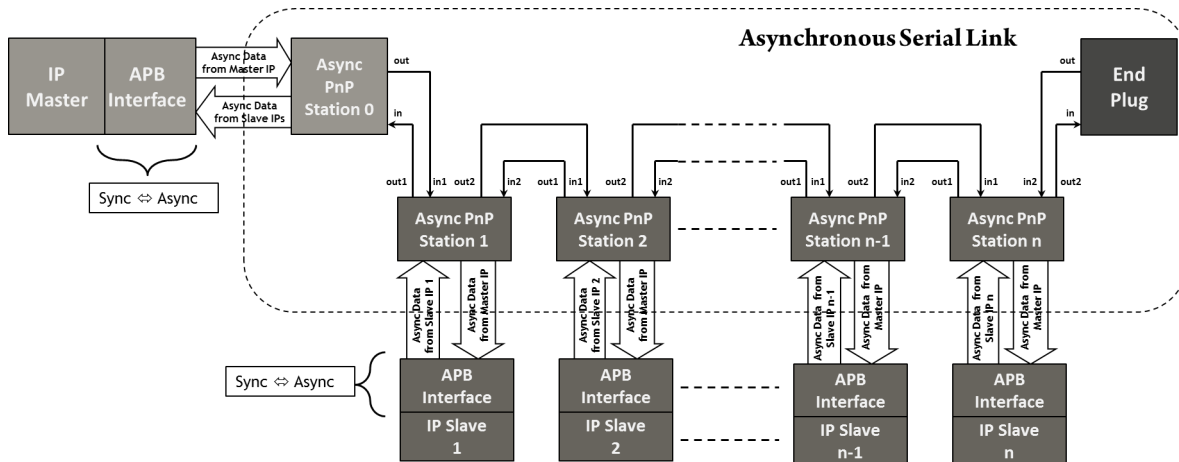 Asynchronous Serial Link
IP
Master
APB
Interface
Async Data
from Master IP
Async Data
from Slave IPs
Async
PnP
Station 0
out
in
out
in
End
Plug
Sync ⇔ Async
out1
in1
out2
in2
out1
in1
out2
in2
out1
in1
out2
in2
out1
in1
in2
out2
Async PnP
Station 1
Async PnP
Station 2
Async PnP
Station n-1
Async PnP
Station n
Async Data
from Slave IP 1
Async Data
from Master IP
Async Data
from Slave IP 2
Async Data
from Master IP
Async Data from
Slave IP n-1
Async Data from
Master IP
Async Data from
Slave IP n
Async Data from
Master IP
Sync ⇔ Async
APB
Interface
IP Slave
1
APB
Interface
IP Slave
2
APB
Interface
IP Slave
n-1
APB
Interface
IP Slave
n